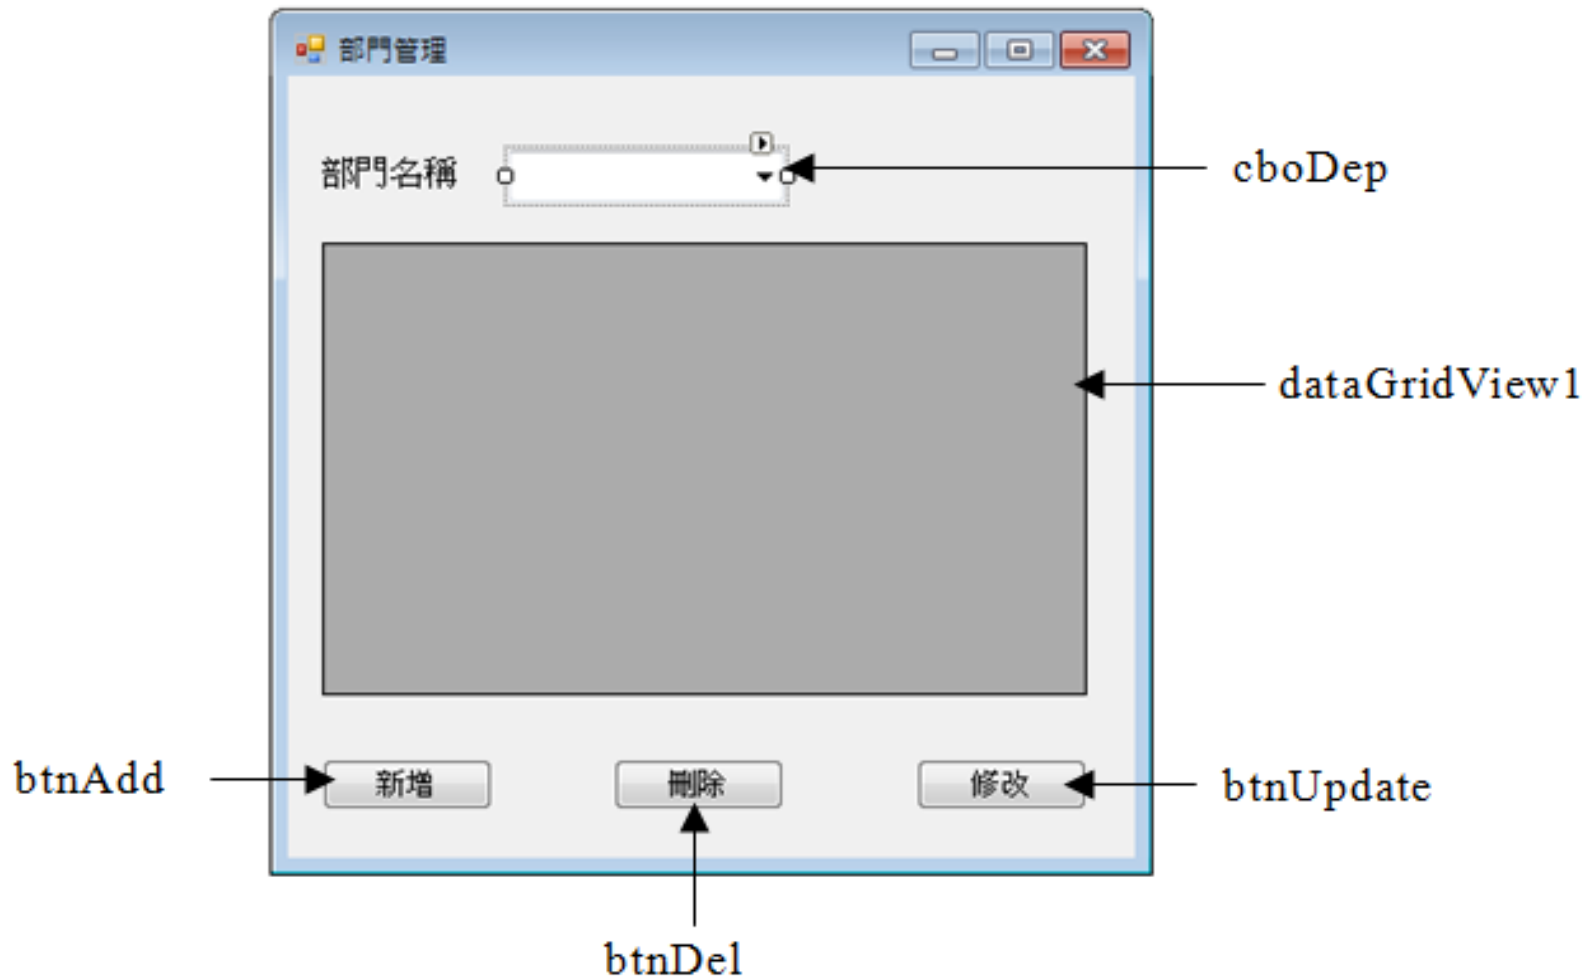 部門管理
部門名稱
cboDep
dataGridView1
btnAdd
新增
刪除
修改
btnUpdate
btnDel